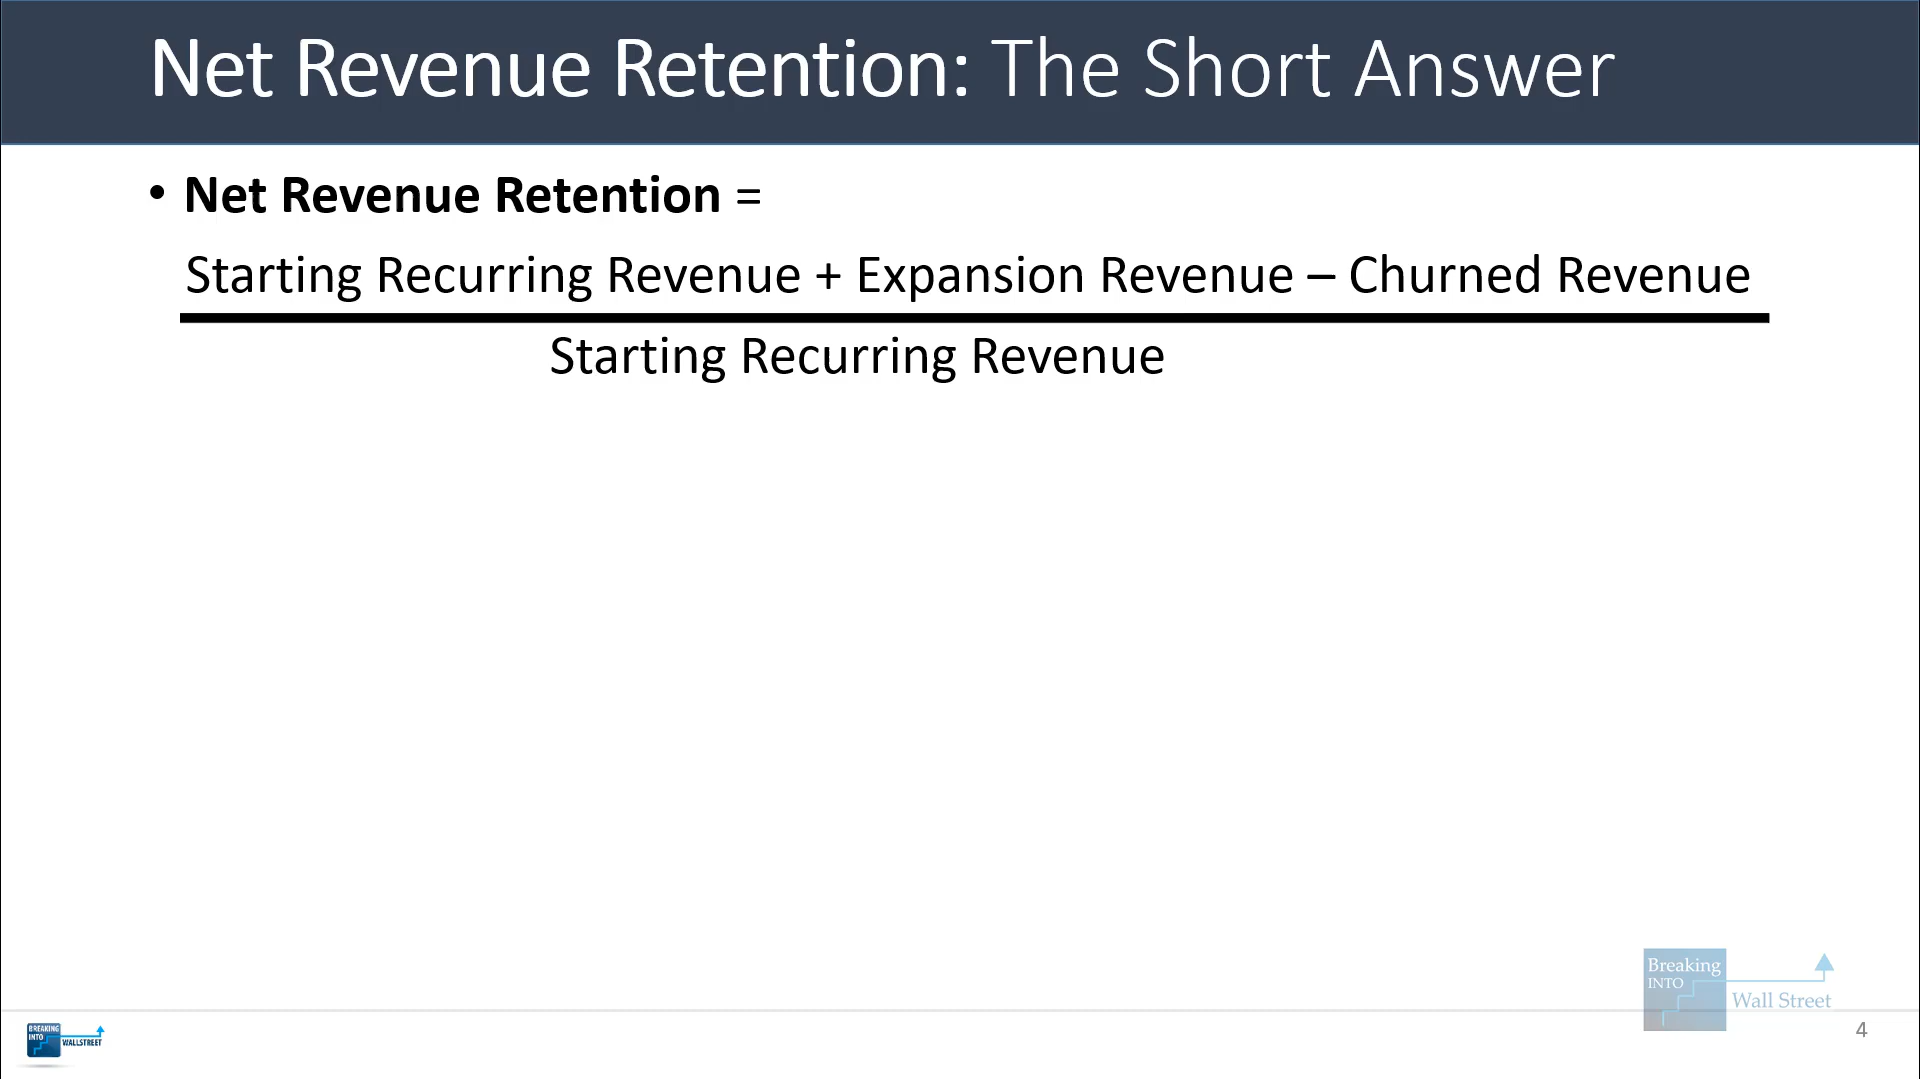 Net Revenue Retention: The Short Answer
• Net Revenue Retention =
Starting Recurring Revenue + Expansion Revenue – Churned Revenue
Starting Recurring Revenue
Breaking
INTO
Wall Street
BREAKING
INTO
WALLSTREET
4